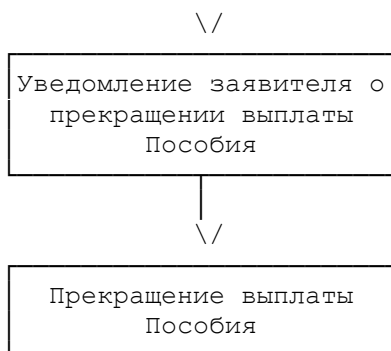 \/
Уведомление заявителя о
прекращении выплаты
Пособия
\/
Прекращение выплаты
Пособия